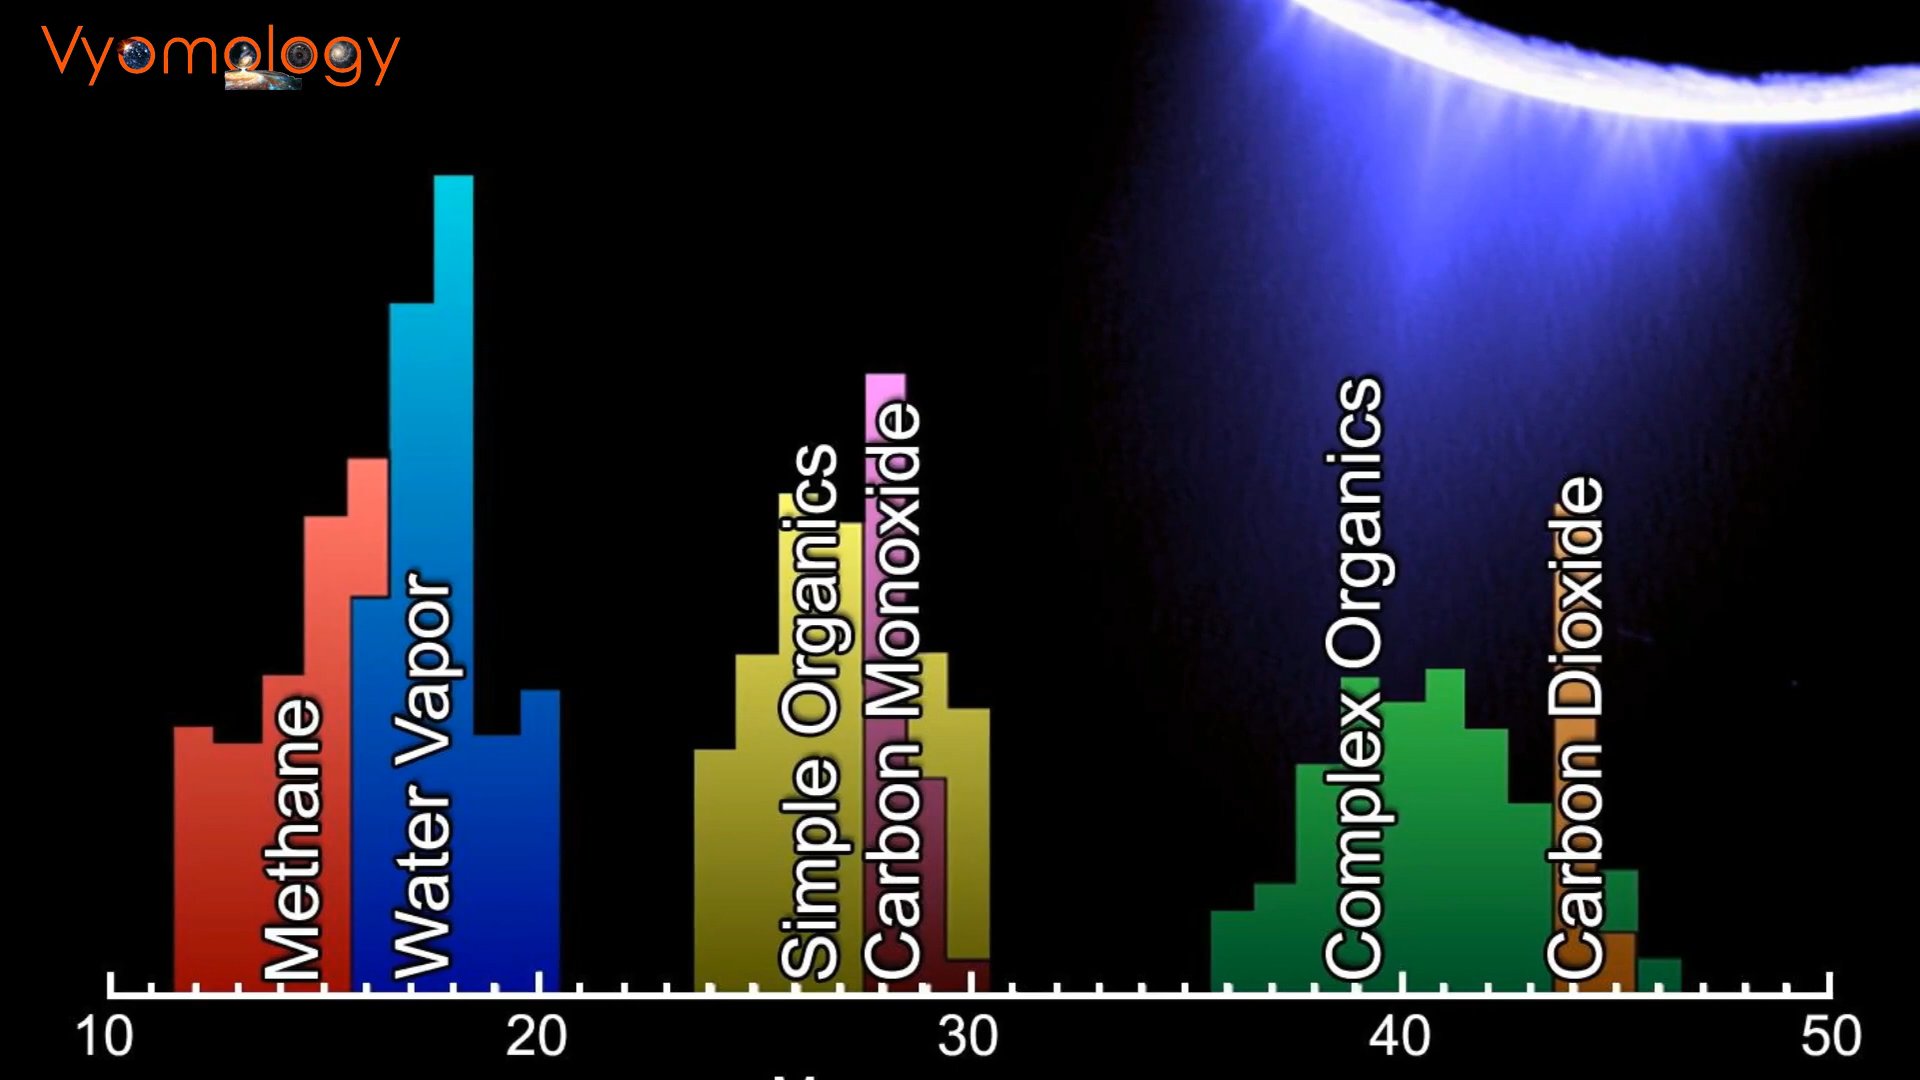 Vyomology
Methane
Water Vapor
Simple Organics
Carbon Monoxide
Complex Organics
Carbon Dioxide
10 20 30 40 50